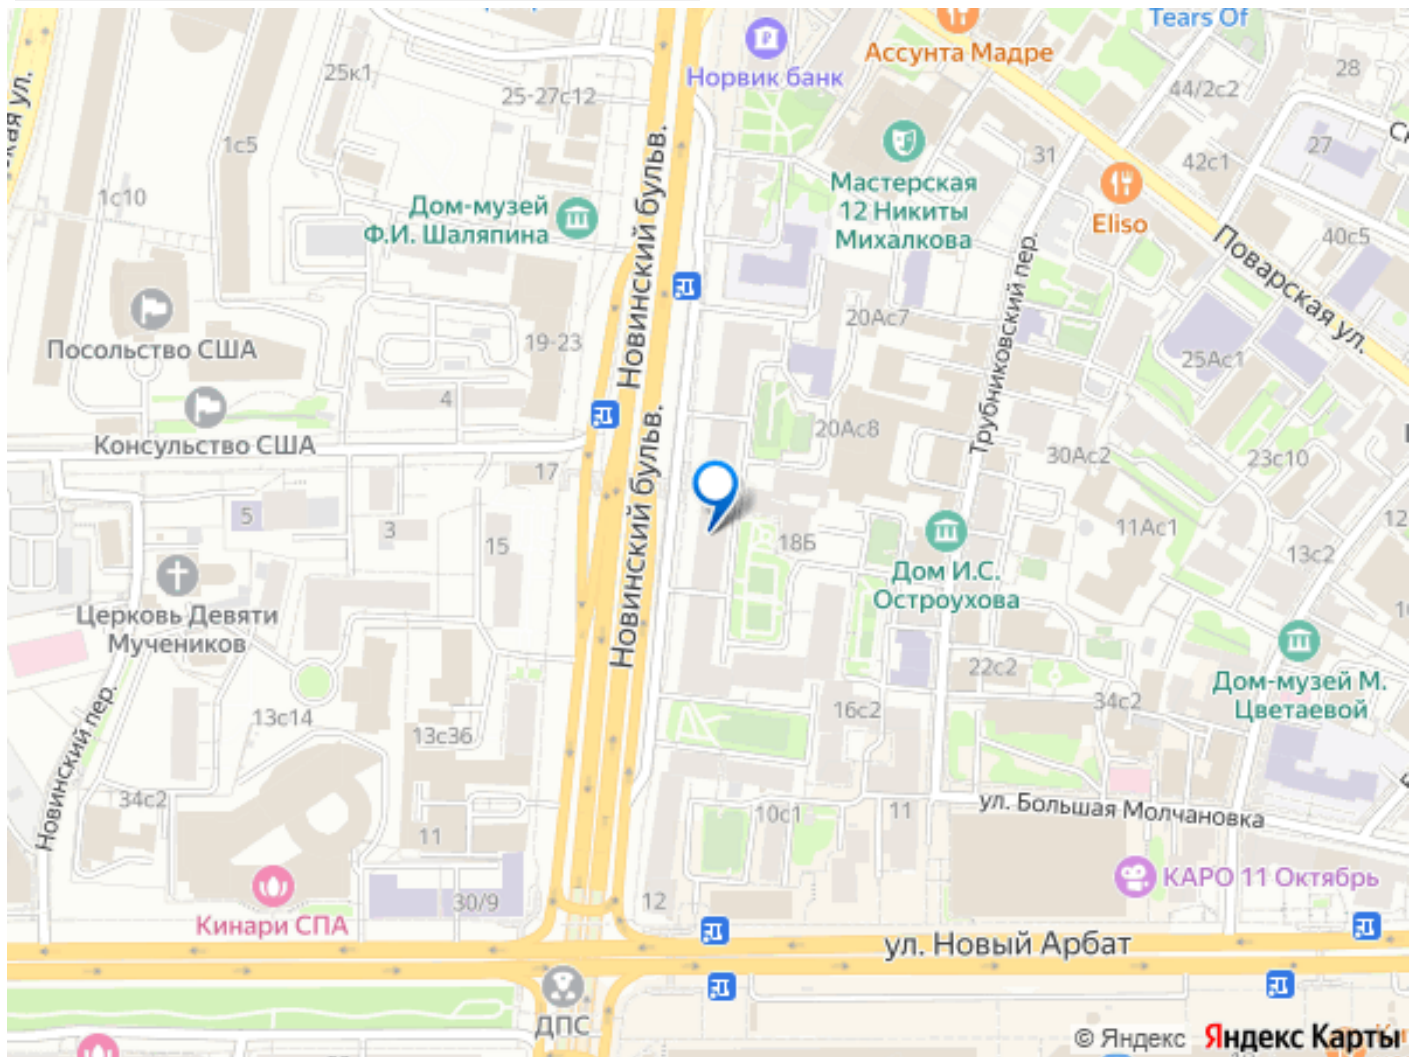 Tears Of
Ассунта Мадре
28
25к1
Норвик банк
44/2с2
25-27с12
ская ул.
Новинский бульв.
27
1с5
31
42с1
1с10
Дом-музей
Ф.И. Шаляпина
Мастерская
12 Никиты
Михалкова
Eliso
40с5
Поварская ул.
Посольство США
19-23
20Ас7
Трубниковский пер.
25Ас1
4
Консульство США
20Ас8
30Ас2
23с10
17
Новинский бульв.
5
3
15
18Б
11Ас1
12
13с2
Дом И.С.
Остроухова
Церковь Девяти
Мучеников
Дом-музей М.
Цветаевой
22с2
34с2
Новинский пер.
13с14
13с36
16с2
34с2
11
10с1
11
ул. Большая Молчановка
КАРО 11 Октябрь
Кинари СПА
30/9
12
ул. Новый Арбат
ДПС
© Яндекс Яндекс Карты